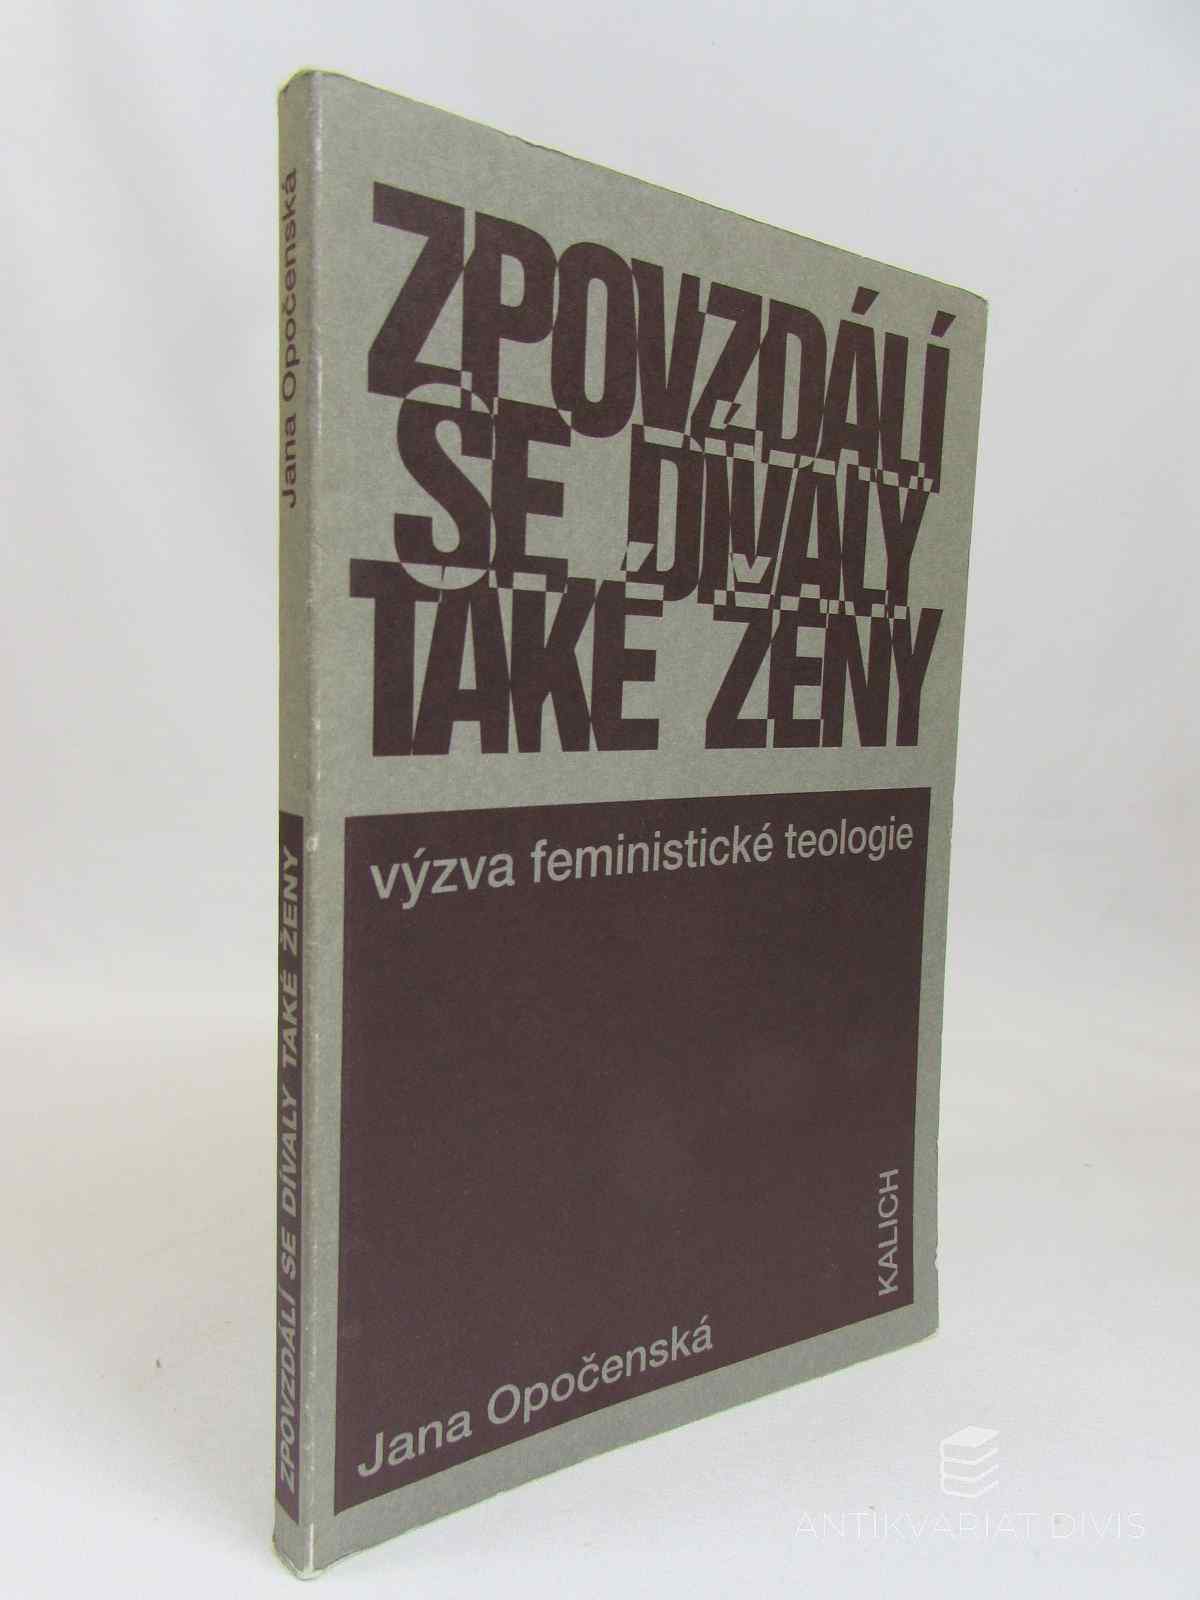 ZPOVZDÁLÍ
SE DÍVALY
TAKÉ ŽENY
výzva feministické teologie
KALICH
Jana Opočenská
Jana Opočenská
ZPOVZDÁLÍ SE DÍVALY TAKÉ ŽENY
ANTIKVARIAT DIVIS